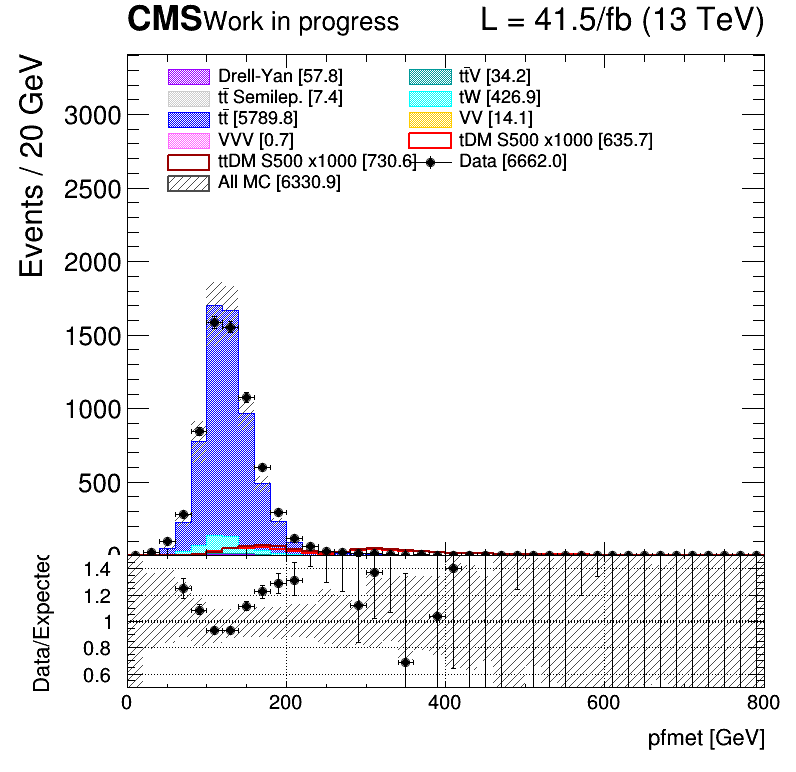 CMS Work in progress L = 41.5/fb (13 TeV)
Events / 20 GeV
Drell-Yan [57.8] tt̄V [34.2]
tt̄ Semilep. [7.4] tW [426.9]
tt̄ [5789.8] VV [14.1]
VVV [0.7] tDM S500 x1000 [635.7]
ttDM S500 x1000 [730.6] Data [6662.0]
All MC [6330.9]
3000
2500
2000
1500
1000
500
0
Data/Expected
1.4
1.2
1
0.8
0.6
0 200 400 600 800
pfmet [GeV]